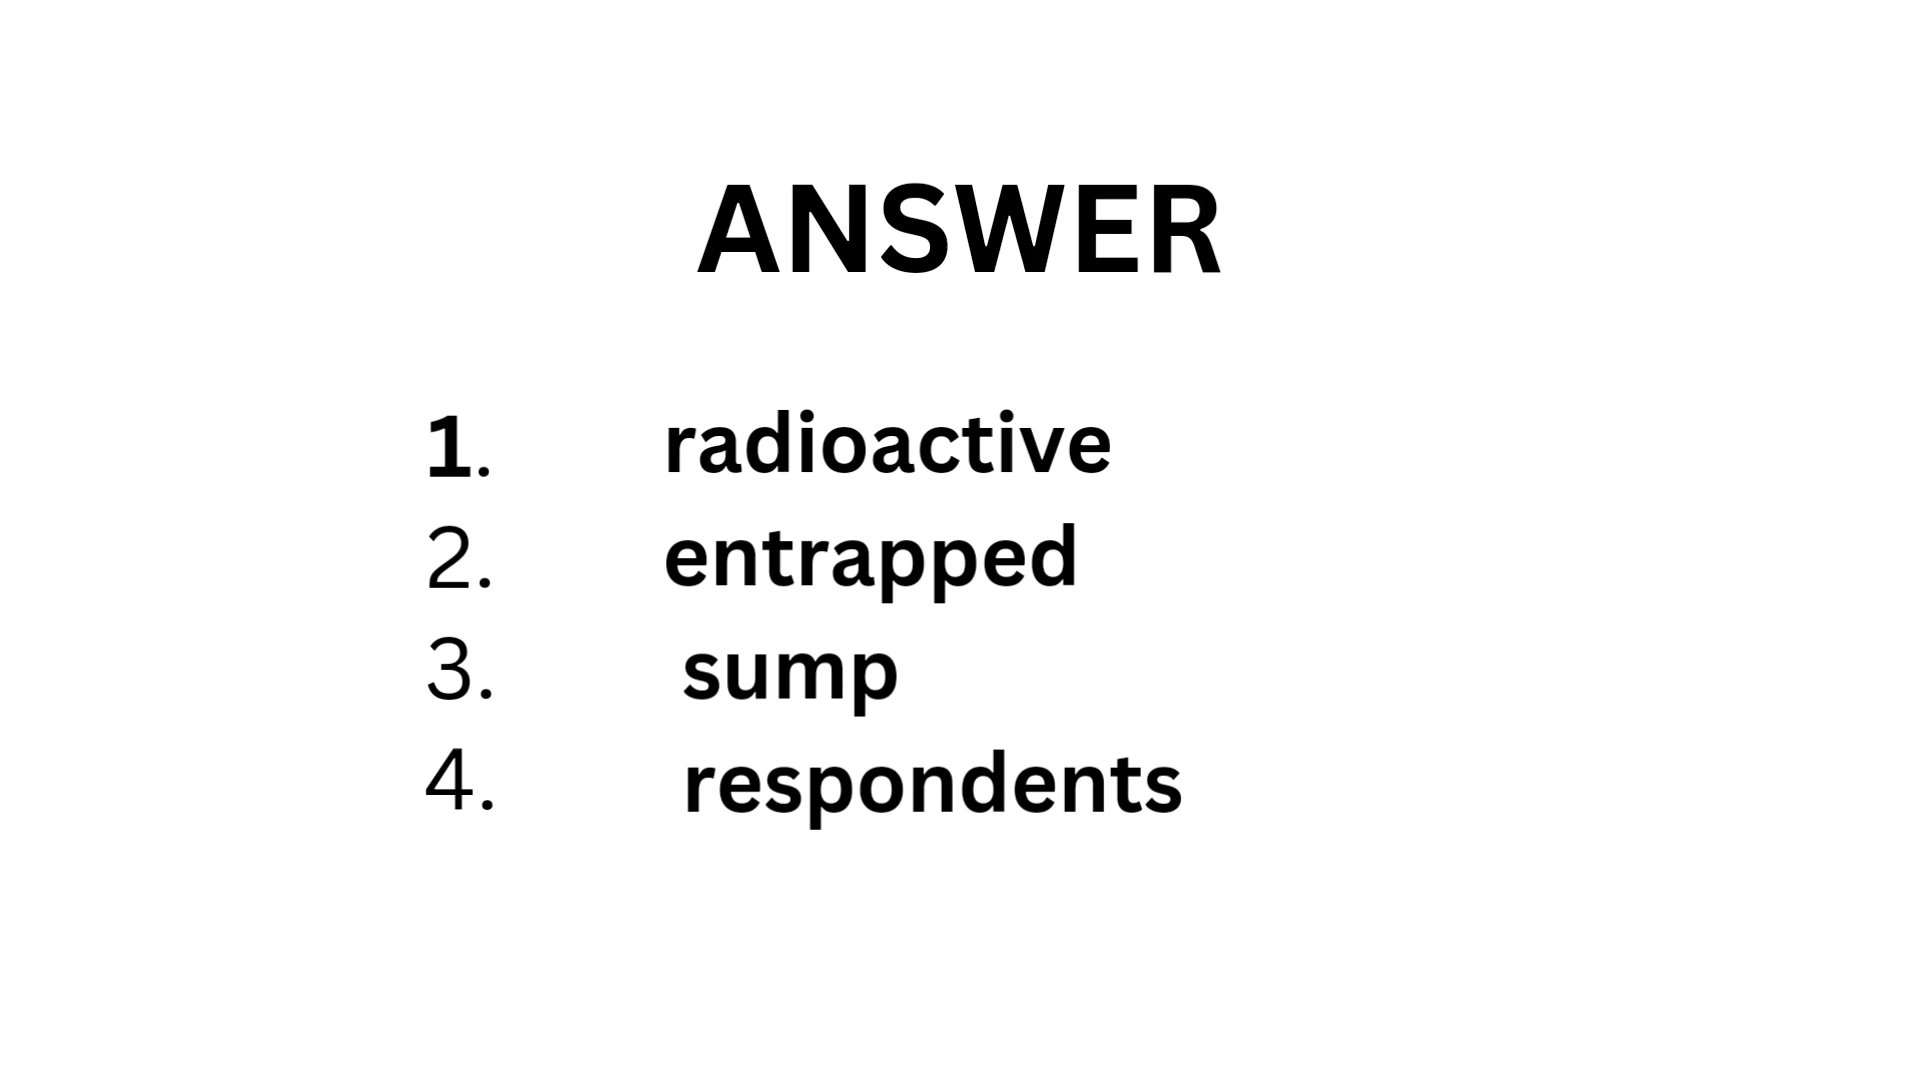 ANSWER
1. radioactive
2. entrapped
3. sump
4. respondents